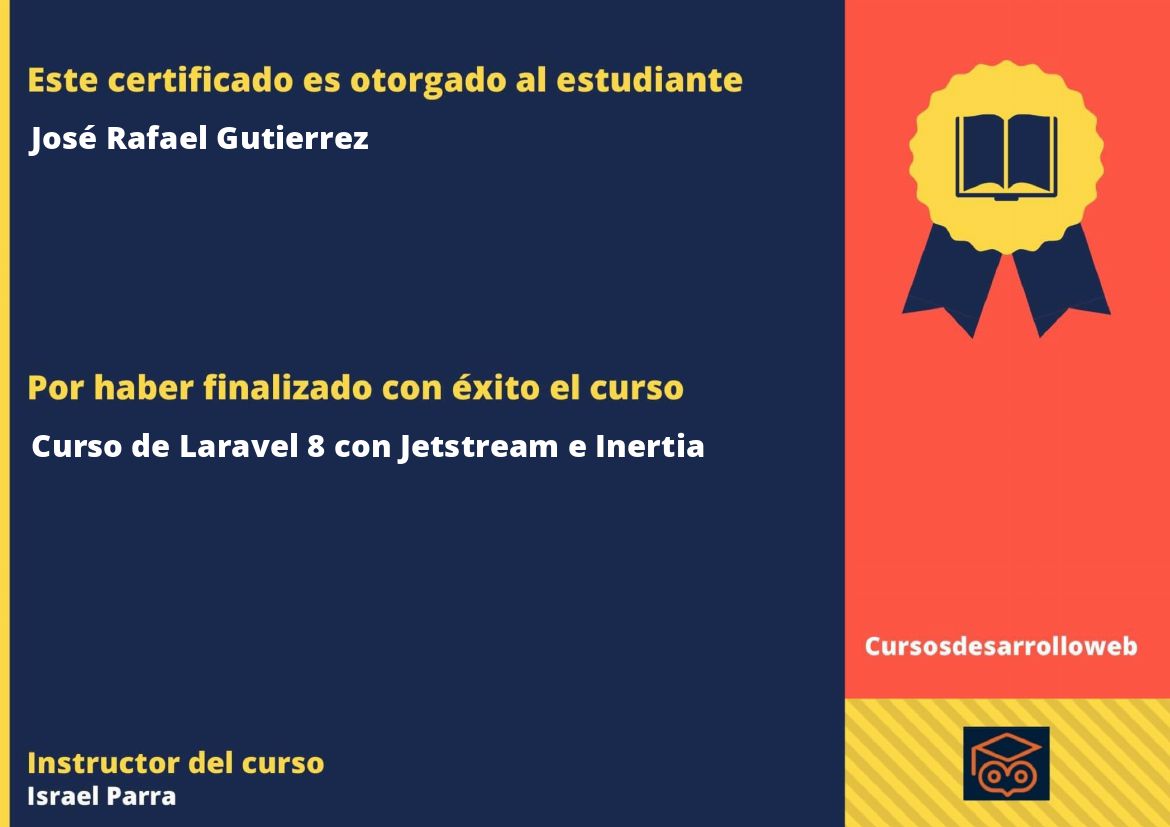 Este certificado es otorgado al estudiante
José Rafael Gutierrez
Por haber finalizado con éxito el curso
Curso de Laravel 8 con Jetstream e Inertia
Cursosdesarrolloweb
Instructor del curso
Israel Parra